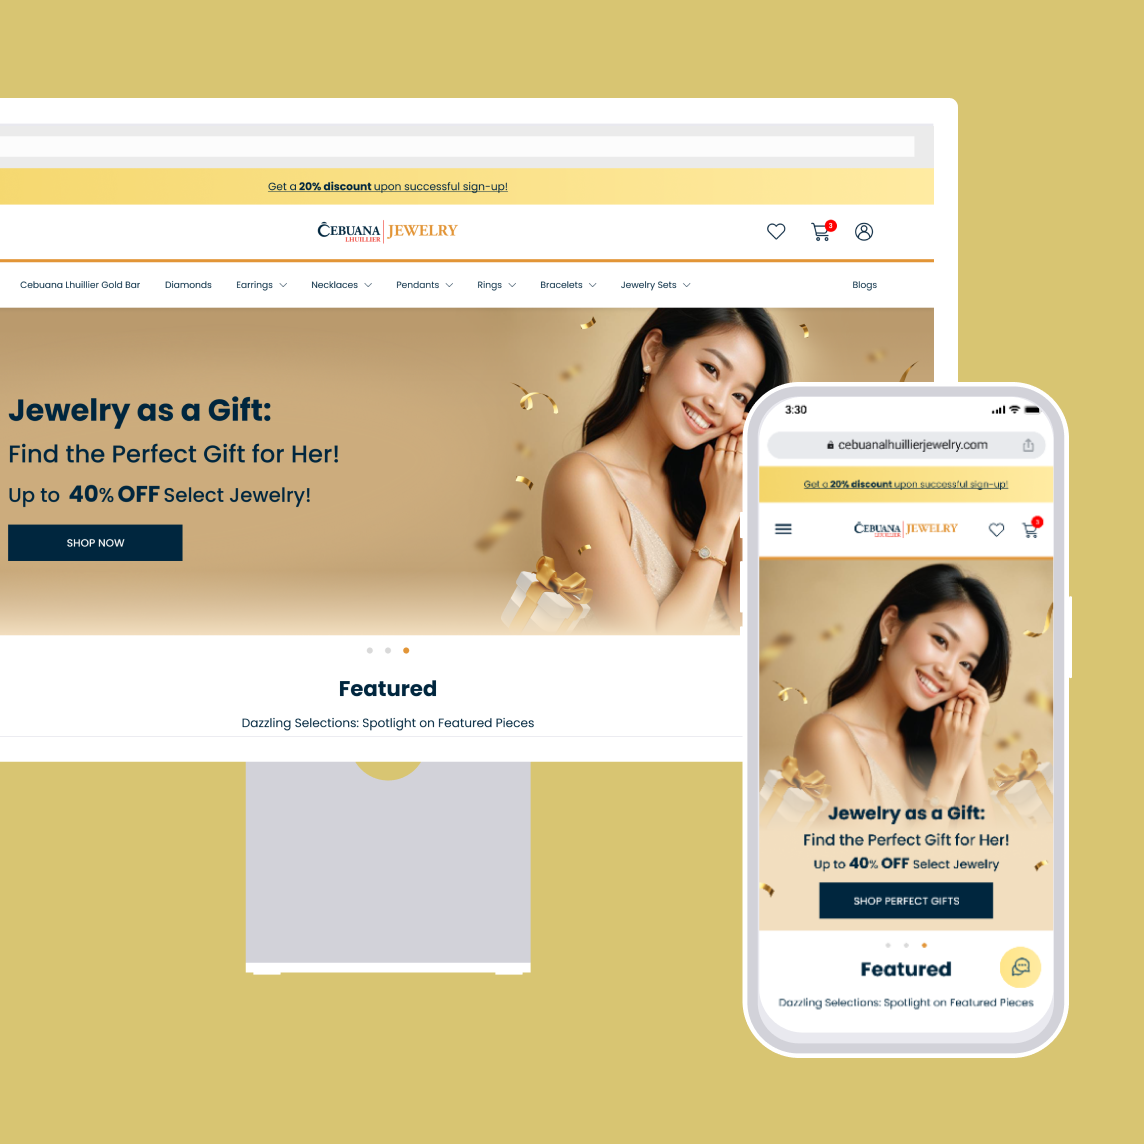 Get a 20% discount upon successful sign-up!
CEBUANA LHUILLIER JEWELRY
3
Cebuana Lhuillier Gold Bar Diamonds Earrings Necklaces Pendants Rings Bracelets Jewelry Sets Blogs
Jewelry as a Gift:
Find the Perfect Gift for Her!
Up to 40% OFF Select Jewelry!
SHOP NOW
Featured
Dazzling Selections: Spotlight on Featured Pieces
3:30
cebuanalhuillierjewelry.com
Get a 20% discount upon successful sign-up!
CEBUANA LHUILLIER JEWELRY
3
Jewelry as a Gift:
Find the Perfect Gift for Her!
Up to 40% OFF Select Jewelry
SHOP PERFECT GIFTS
Featured
Dazzling Selections: Spotlight on Featured Pieces